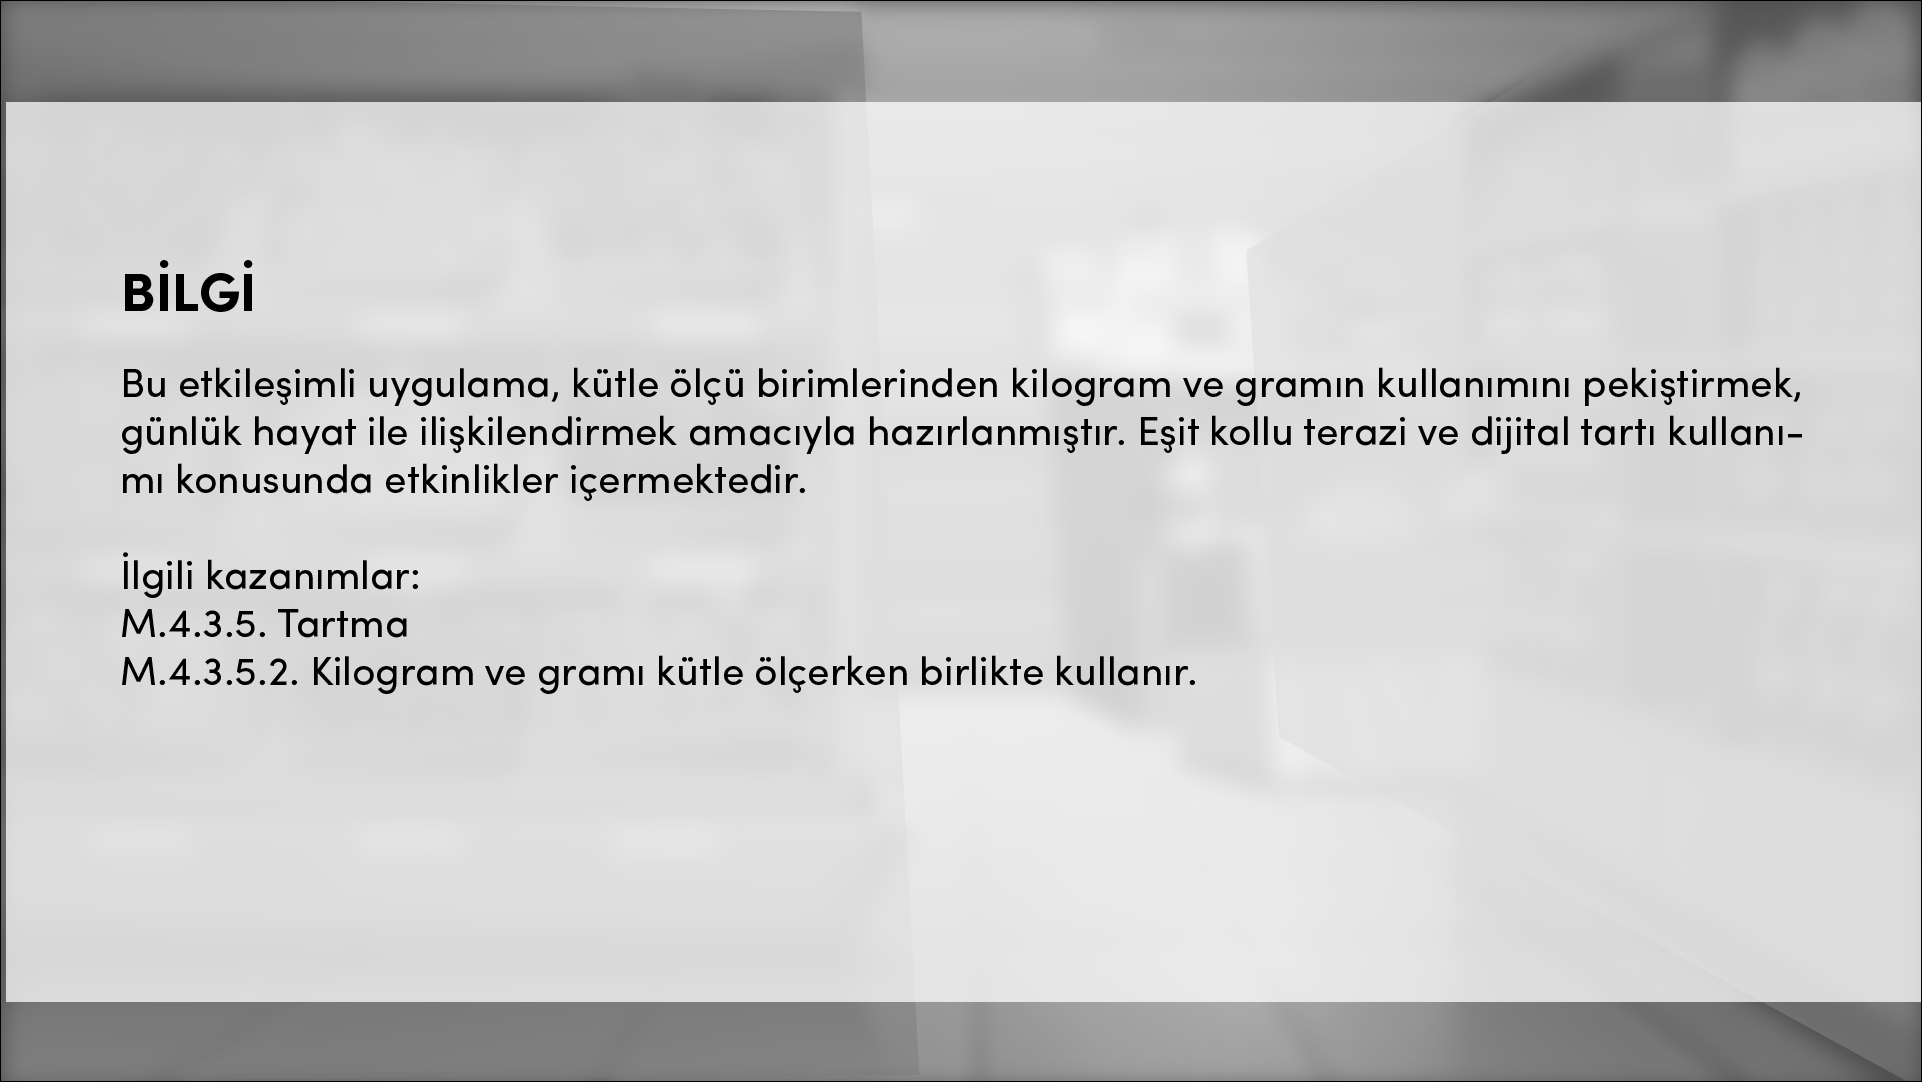 BİLGİ
Bu etkileşimli uygulama, kütle ölçü birimlerinden kilogram ve gramın kullanımını pekiştirmek,
günlük hayat ile ilişkilendirmek amacıyla hazırlanmıştır. Eşit kollu terazi ve dijital tartı kullanı-
mı konusunda etkinlikler içermektedir.
İlgili kazanımlar:
M.4.3.5. Tartma
M.4.3.5.2. Kilogram ve gramı kütle ölçerken birlikte kullanır.